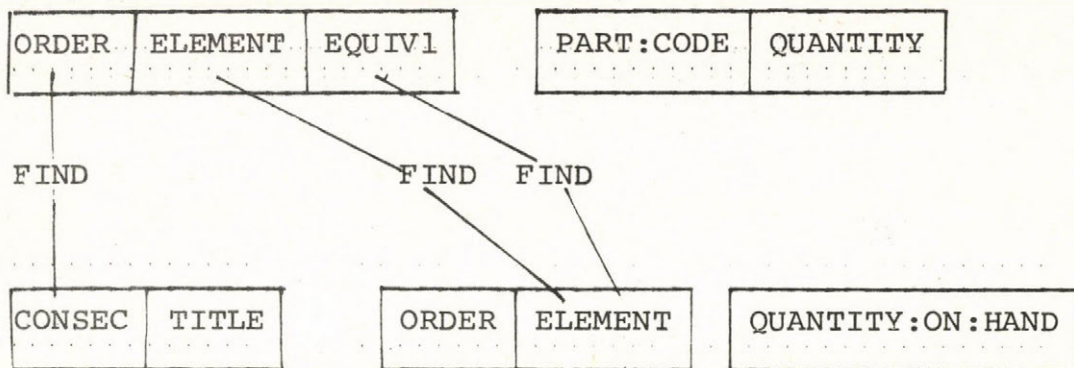 ORDER ELEMENT EQUIV1 PART:CODE QUANTITY
FIND FIND FIND
CONSEC TITLE ORDER ELEMENT QUANTITY:ON:HAND